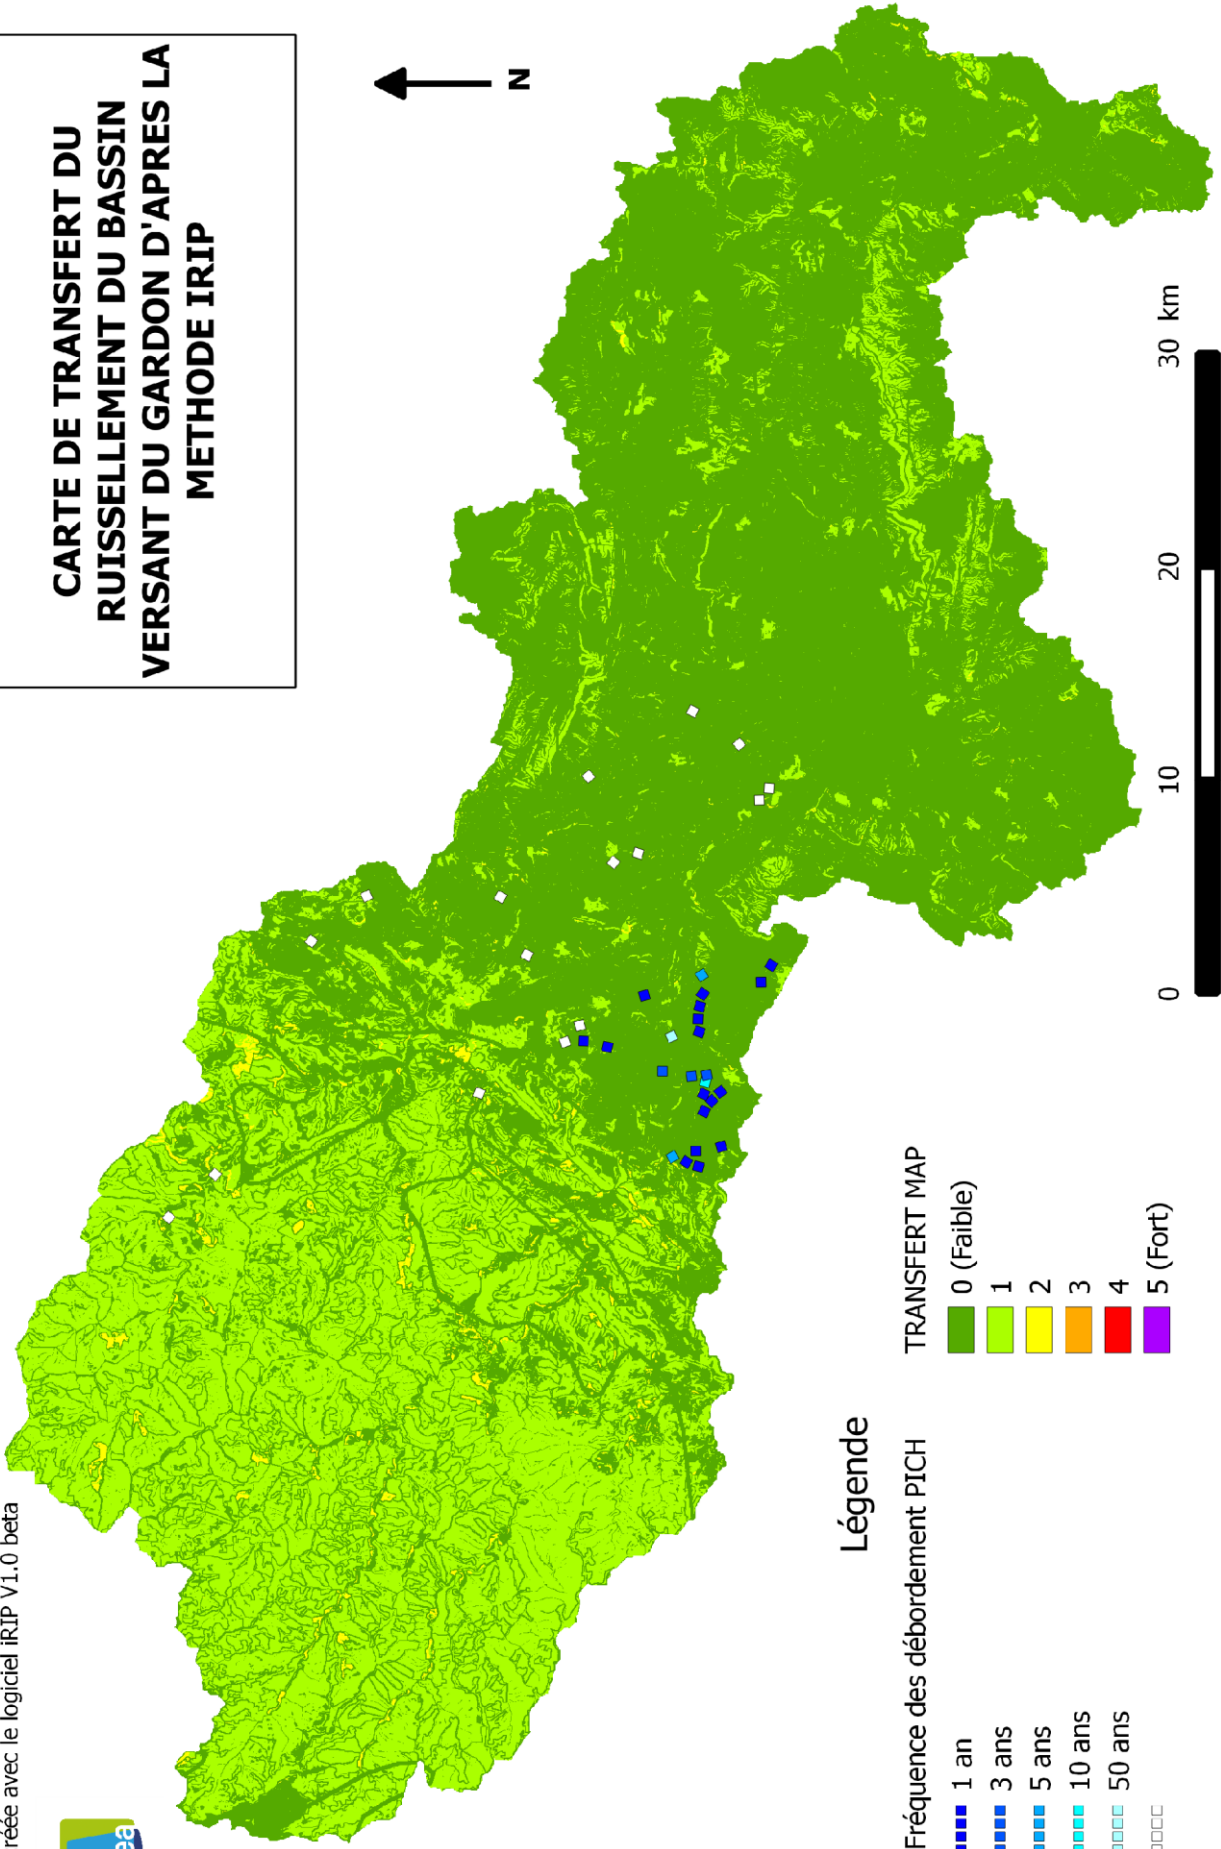 CARTE DE TRANSFERT DU
RUISSELLEMENT DU BASSIN
VERSANT DU GARDON D'APRES LA
METHODE IRIP
N
réée avec le logiciel iRIP V1.0 beta
ea
Légende
Fréquence des débordement PICH
1 an
3 ans
5 ans
10 ans
50 ans
TRANSFERT MAP
0 (Faible)
1
2
3
4
5 (Fort)
0 10 20 30 km